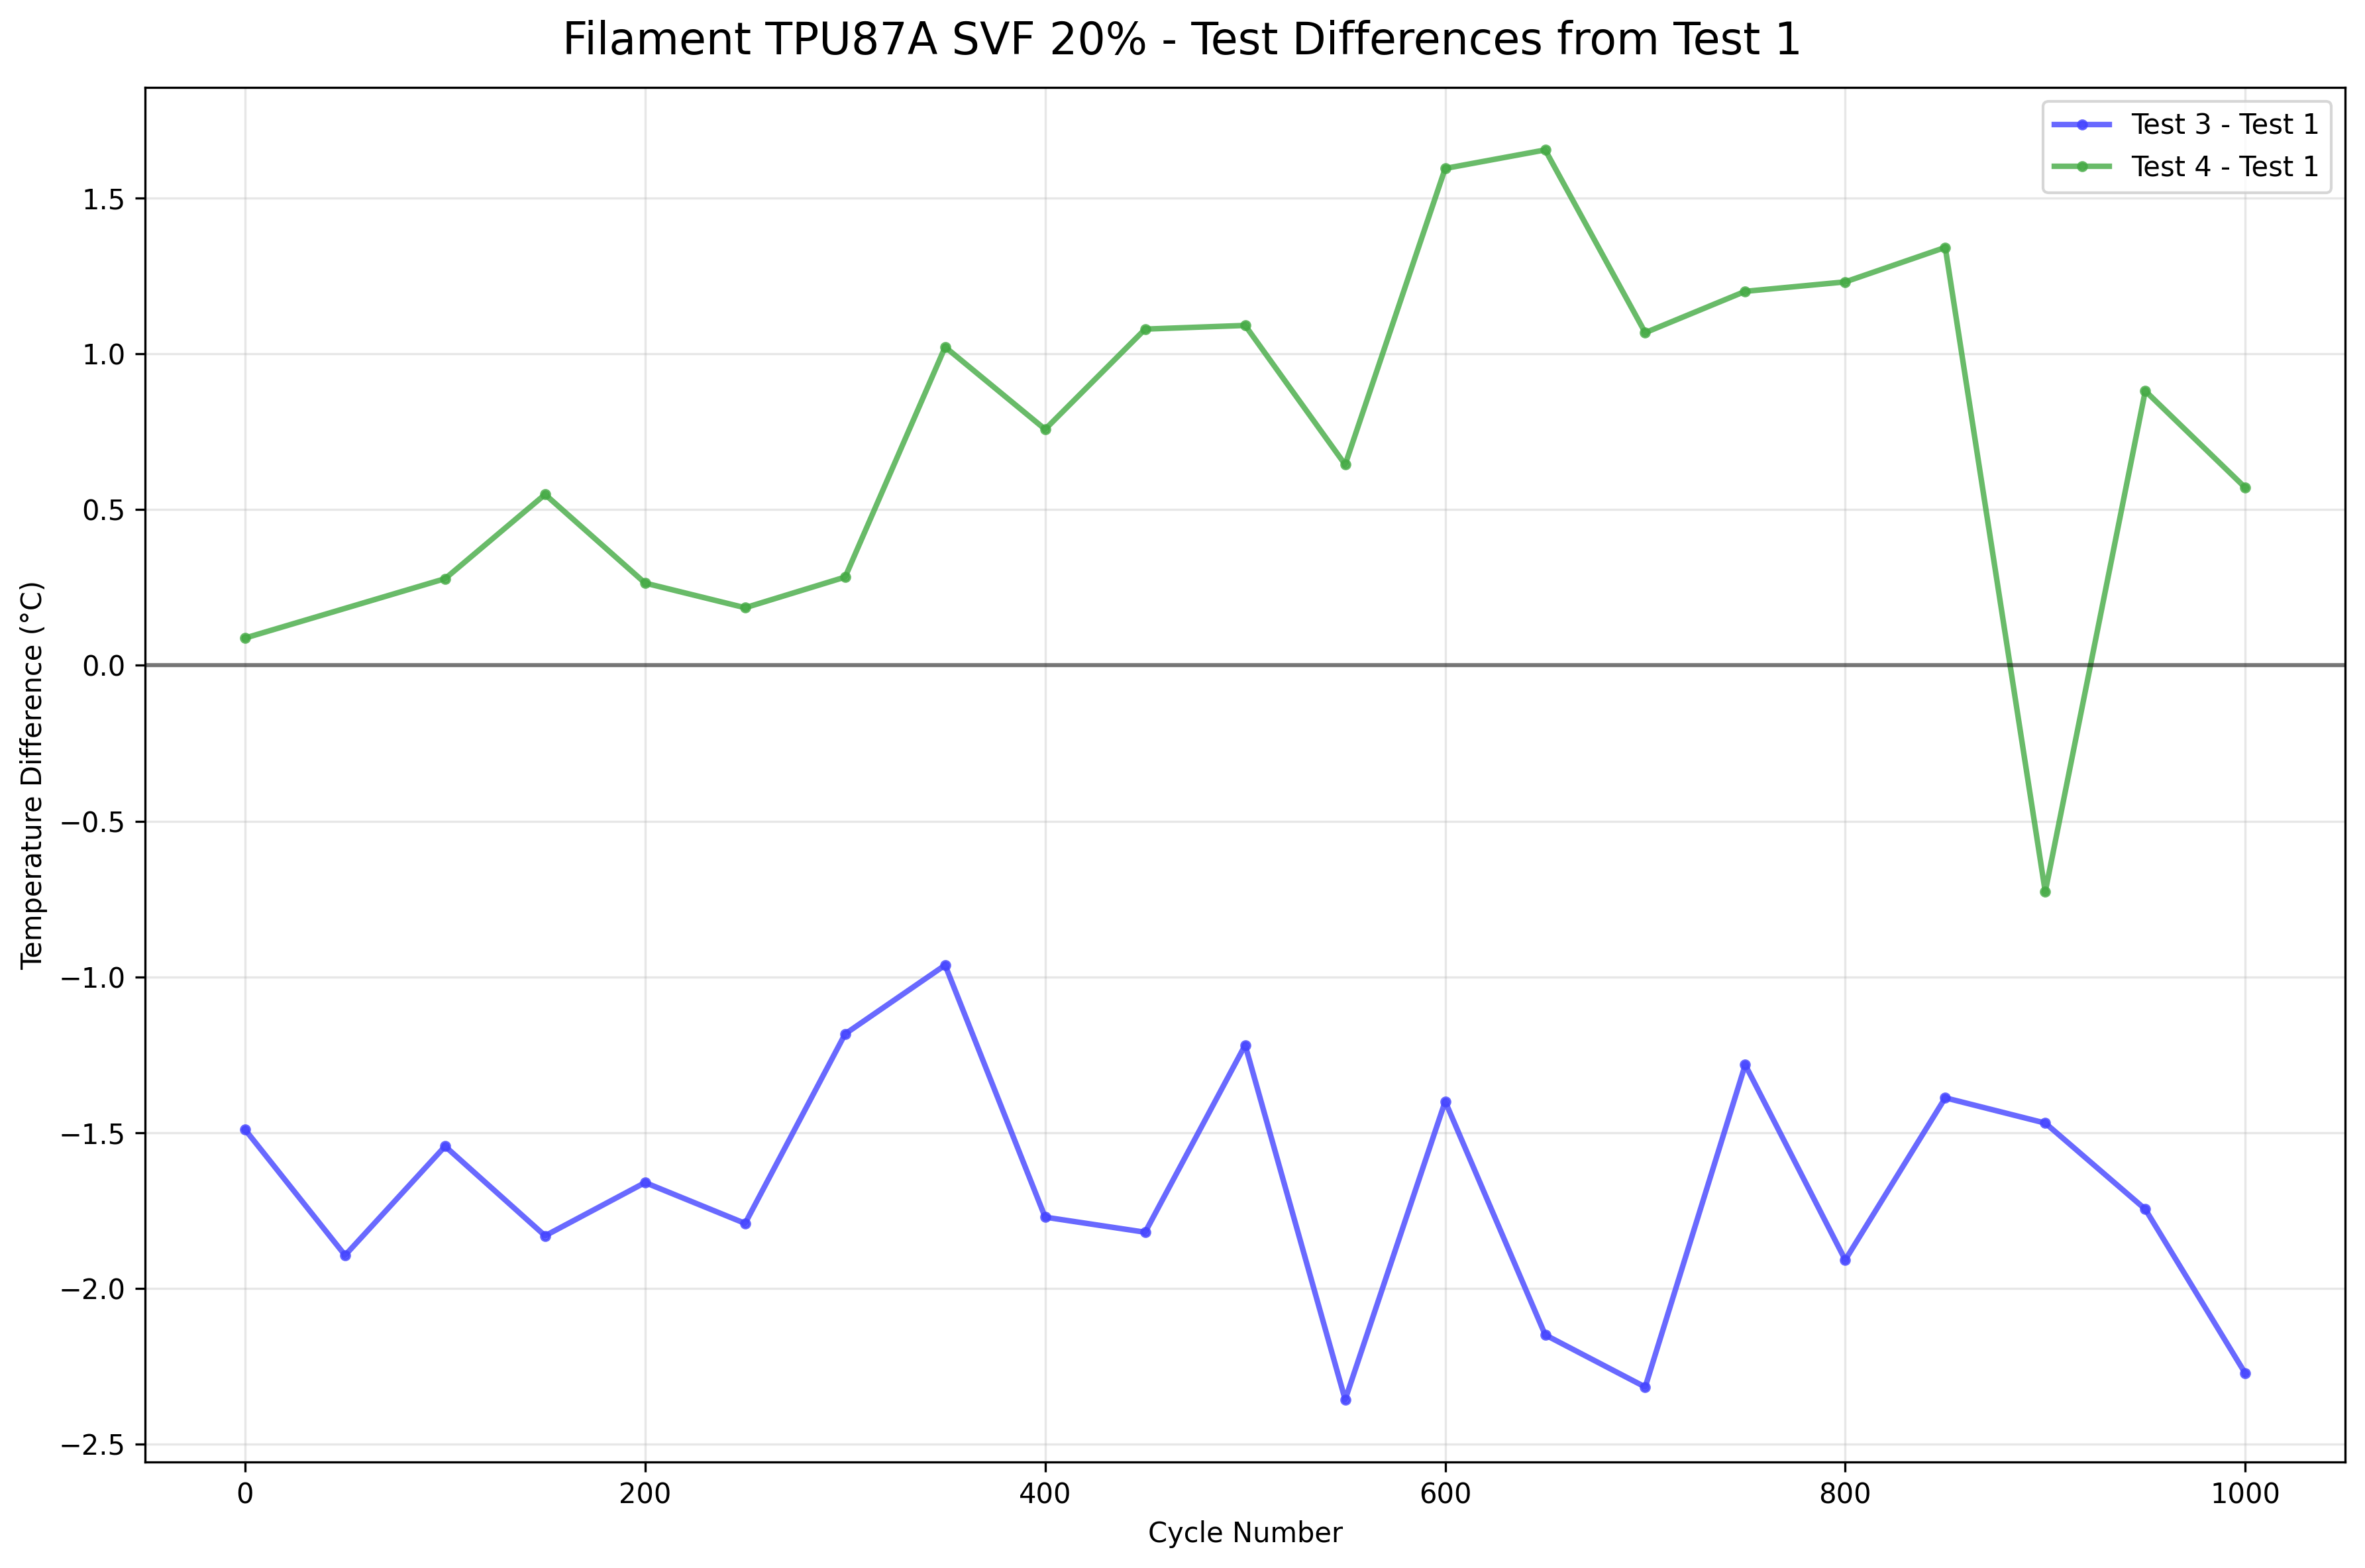 Filament TPU87A SVF 20% - Test Differences from Test 1
Test 3 - Test 1
Test 4 - Test 1
Temperature Difference (°C)
1.5
1.0
0.5
0.0
−0.5
−1.0
−1.5
−2.0
−2.5
0 200 400 600 800 1000
Cycle Number